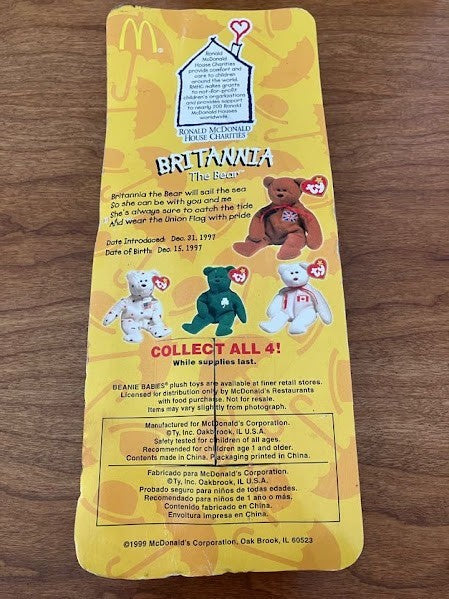 Ronald
McDonald
House Charities
provide comfort and
care to children
around the world.
RMHC makes grants
to not-for-profit
children's organizations
and provides support
to nearly 200 Ronald
McDonald Houses
worldwide.
RONALD MCDONALD
HOUSE CHARITIES
BRITANNIA
The Bear™
Britannia the Bear will sail the sea
So she can be with you and me
She's always sure to catch the tide
And wear the Union Flag with pride
Date Introduced: Dec. 31, 1997
Date of Birth: Dec. 15, 1997
ty
ty
ty
ty
COLLECT ALL 4!
While supplies last.
BEANIE BABIES® plush toys are available at finer retail stores.
Licensed for distribution only by McDonald's Restaurants
with food purchase. Not for resale.
Items may vary slightly from photograph.
Manufactured for McDonald's Corporation.
©Ty, Inc. Oakbrook, IL U.S.A.
Safety tested for children of all ages.
Recommended for children age 1 and older.
Contents made in China. Packaging printed in China.
Fabricado para McDonald's Corporation.
©Ty, Inc. Oakbrook, IL U.S.A.
Probado seguro para niños de todas edades.
Recomendado para niños de 1 año o más.
Contenido fabricado en China.
Envoltura impresa en China.
©1999 McDonald's Corporation, Oak Brook, IL 60523